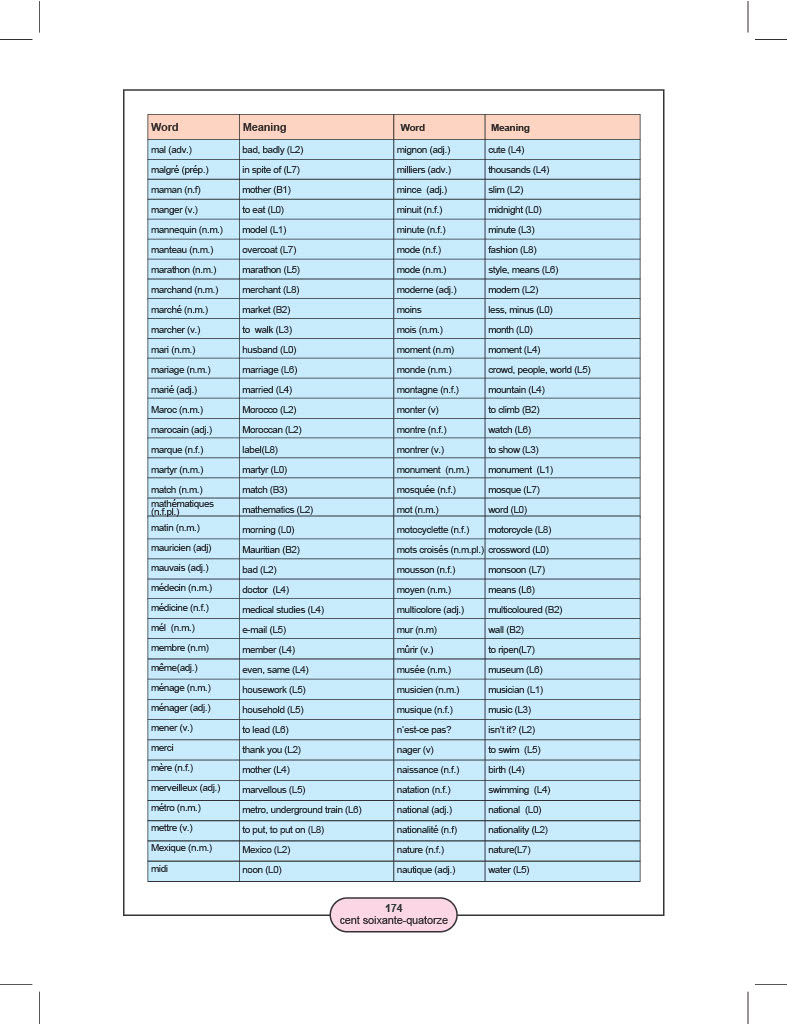 Word Meaning Word Meaning
mal (adv.) bad, badly (L2) mignon (adj.) cute (L4)
malgré (prép.) in spite of (L7) milliers (adv.) thousands (L4)
maman (n.f) mother (B1) mince (adj.) slim (L2)
manger (v.) to eat (L0) minuit (n.f.) midnight (L0)
mannequin (n.m.) model (L1) minute (n.f.) minute (L3)
manteau (n.m.) overcoat (L7) mode (n.f.) fashion (L8)
marathon (n.m.) marathon (L5) mode (n.m.) style, means (L6)
marchand (n.m.) merchant (L8) moderne (adj.) modern (L2)
marché (n.m.) market (B2) moins less, minus (L0)
marcher (v.) to walk (L3) mois (n.m.) month (L0)
mari (n.m.) husband (L0) moment (n.m) moment (L4)
mariage (n.m.) marriage (L6) monde (n.m.) crowd, people, world (L5)
marié (adj.) married (L4) montagne (n.f.) mountain (L4)
Maroc (n.m.) Morocco (L2) monter (v) to climb (B2)
marocain (adj.) Moroccan (L2) montre (n.f.) watch (L6)
marque (n.f.) label(L8) montrer (v.) to show (L3)
martyr (n.m.) martyr (L0) monument (n.m.) monument (L1)
match (n.m.) match (B3) mosquée (n.f.) mosque (L7)
mathématiques
(n.f.pl.) mathematics (L2) mot (n.m.) word (L0)
matin (n.m.) morning (L0) motocyclette (n.f.) motorcycle (L8)
mauricien (adj) Mauritian (B2) mots croisés (n.m.pl.) crossword (L0)
mauvais (adj.) bad (L2) mousson (n.f.) monsoon (L7)
médecin (n.m.) doctor (L4) moyen (n.m.) means (L6)
médicine (n.f.) medical studies (L4) multicolore (adj.) multicoloured (B2)
mél (n.m.) e-mail (L5) mur (n.m) wall (B2)
membre (n.m) member (L4) mûrir (v.) to ripen(L7)
même(adj.) even, same (L4) musée (n.m.) museum (L6)
ménage (n.m.) housework (L5) musicien (n.m.) musician (L1)
ménager (adj.) household (L5) musique (n.f.) music (L3)
mener (v.) to lead (L6) n'est-ce pas? isn't it? (L2)
merci thank you (L2) nager (v) to swim (L5)
mère (n.f.) mother (L4) naissance (n.f.) birth (L4)
merveilleux (adj.) marvellous (L5) natation (n.f.) swimming (L4)
métro (n.m.) metro, underground train (L6) national (adj.) national (L0)
mettre (v.) to put, to put on (L8) nationalité (n.f) nationality (L2)
Mexique (n.m.) Mexico (L2) nature (n.f.) nature(L7)
midi noon (L0) nautique (adj.) water (L5)
174
cent soixante-quatorze